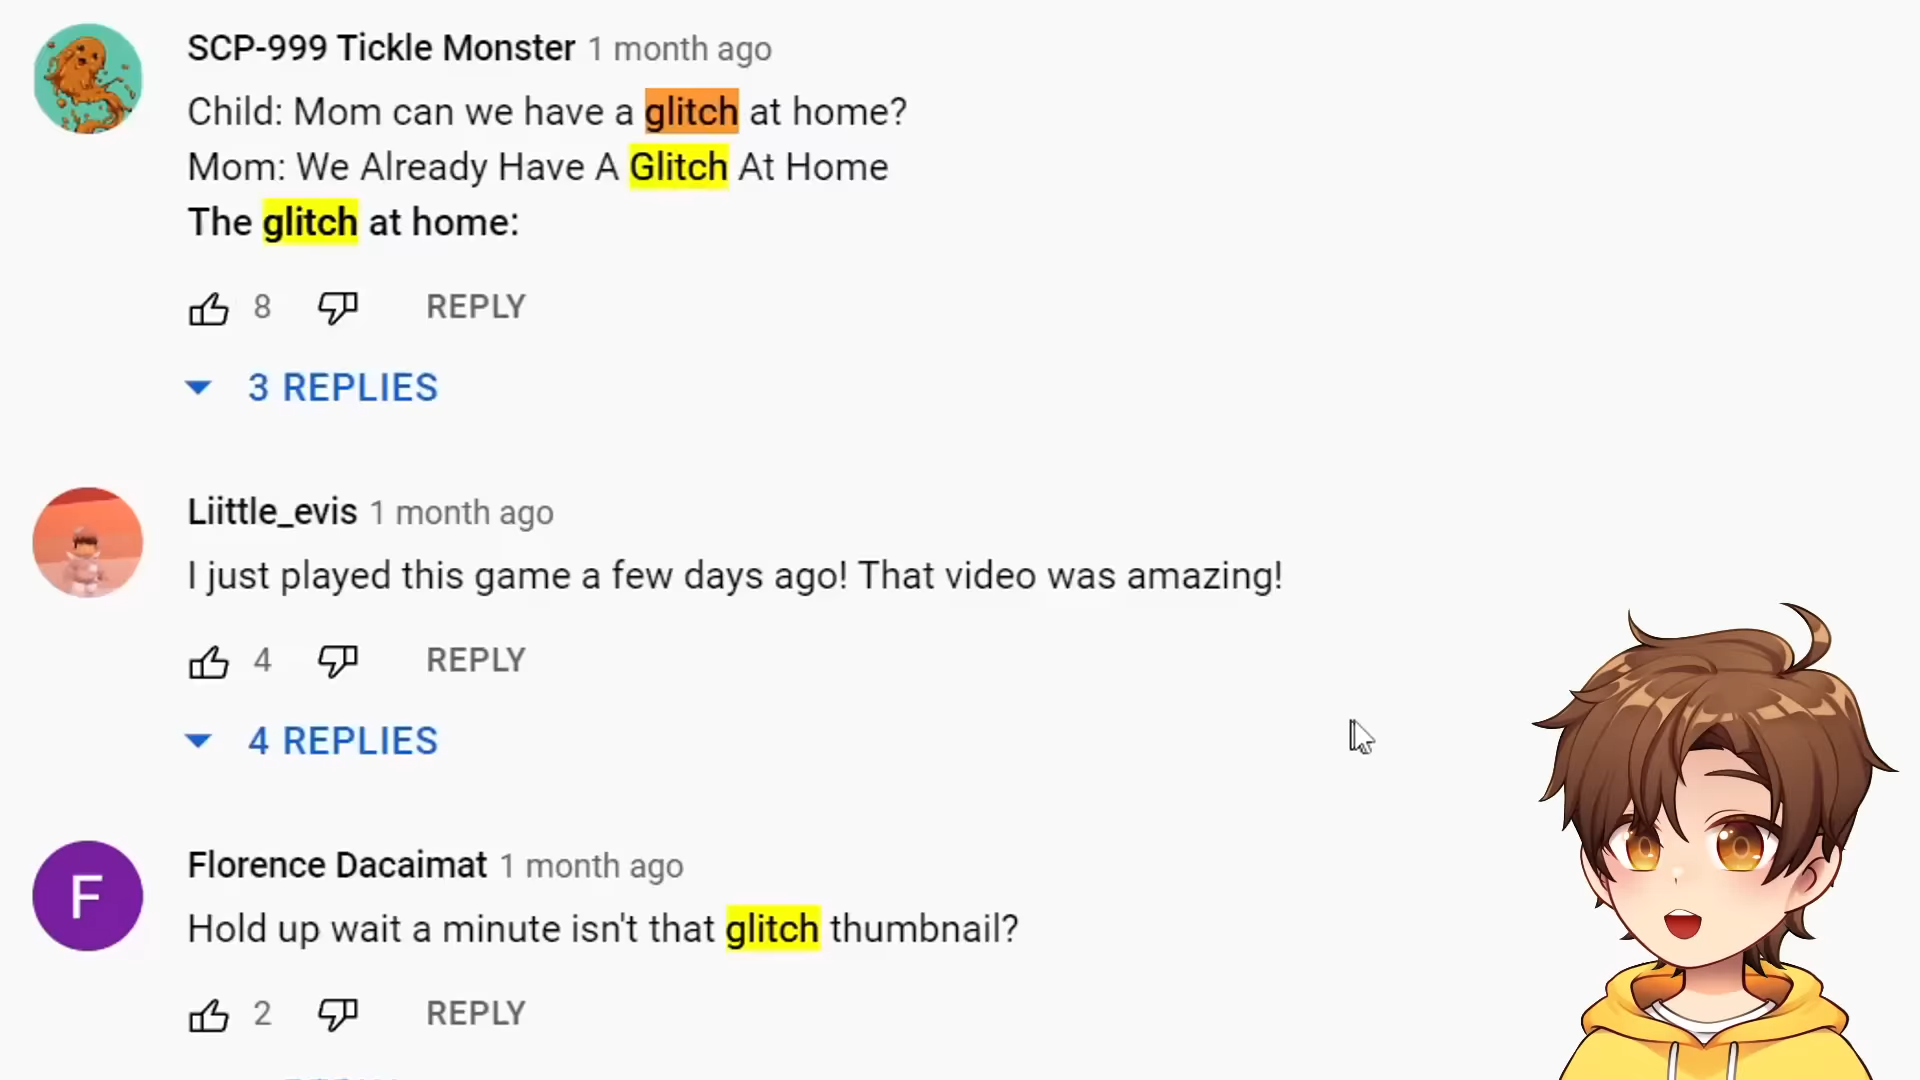 SCP-999 Tickle Monster 1 month ago
Child: Mom can we have a glitch at home?
Mom: We Already Have A Glitch At Home
The glitch at home:
8 REPLY
3 REPLIES
Liittle_evis 1 month ago
I just played this game a few days ago! That video was amazing!
4 REPLY
4 REPLIES
F
Florence Dacaimat 1 month ago
Hold up wait a minute isn't that glitch thumbnail?
2 REPLY